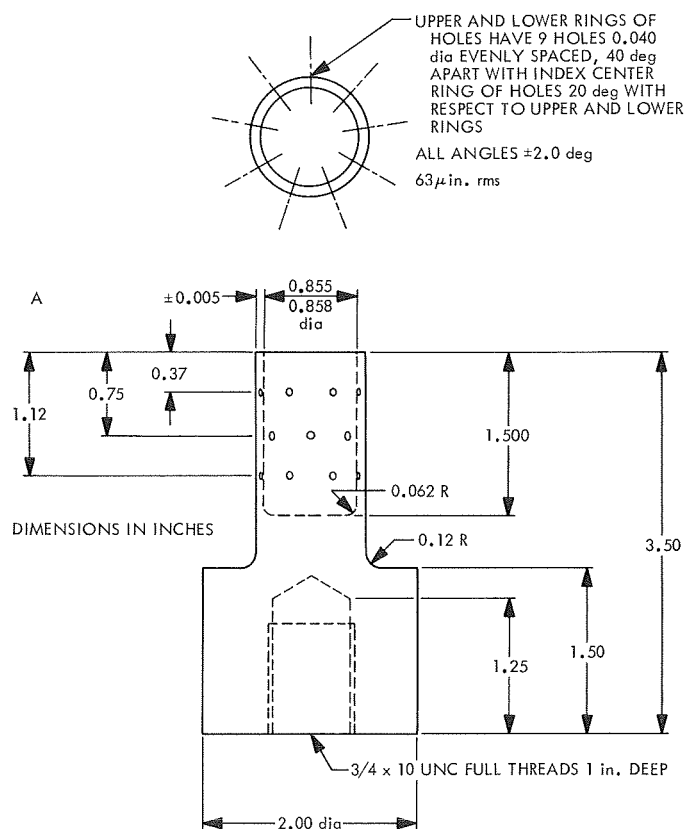 UPPER AND LOWER RINGS OF
HOLES HAVE 9 HOLES 0.040
dia EVENLY SPACED, 40 deg
APART WITH INDEX CENTER
RING OF HOLES 20 deg WITH
RESPECT TO UPPER AND LOWER
RINGS
ALL ANGLES ±2.0 deg
63μin. rms
A
±0.005
0.855
0.858
dia
0.37
0.75
1.12
1.500
0.062 R
DIMENSIONS IN INCHES
0.12 R
3.50
1.50
1.25
3/4 x 10 UNC FULL THREADS 1 in. DEEP
2.00 dia